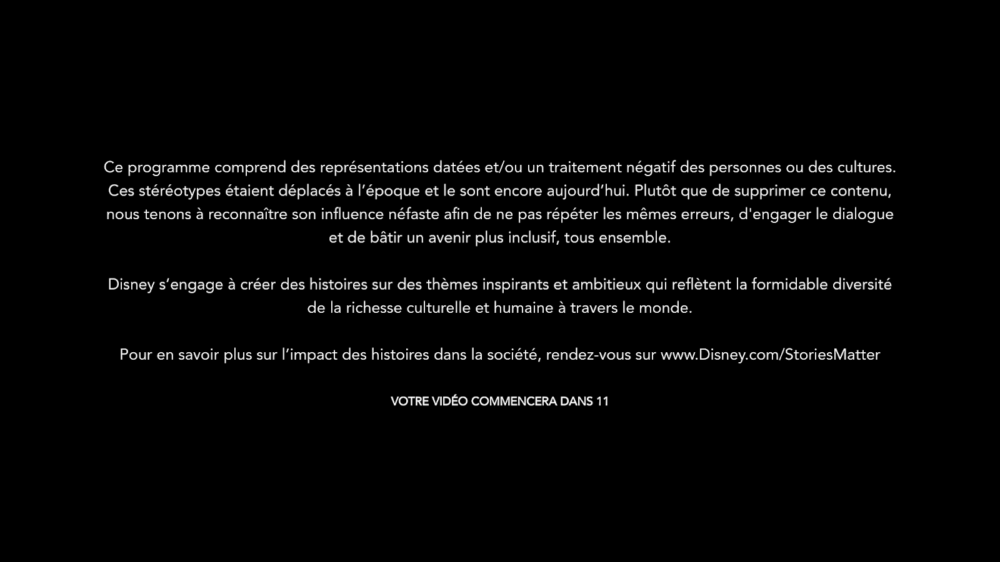 Ce programme comprend des représentations datées et/ou un traitement négatif des personnes ou des cultures.
Ces stéréotypes étaient déplacés à l’époque et le sont encore aujourd’hui. Plutôt que de supprimer ce contenu,
nous tenons à reconnaître son influence néfaste afin de ne pas répéter les mêmes erreurs, d'engager le dialogue
et de bâtir un avenir plus inclusif, tous ensemble.
Disney s’engage à créer des histoires sur des thèmes inspirants et ambitieux qui reflètent la formidable diversité
de la richesse culturelle et humaine à travers le monde.
Pour en savoir plus sur l’impact des histoires dans la société, rendez-vous sur www.Disney.com/StoriesMatter
VOTRE VIDÉO COMMENCERA DANS 11